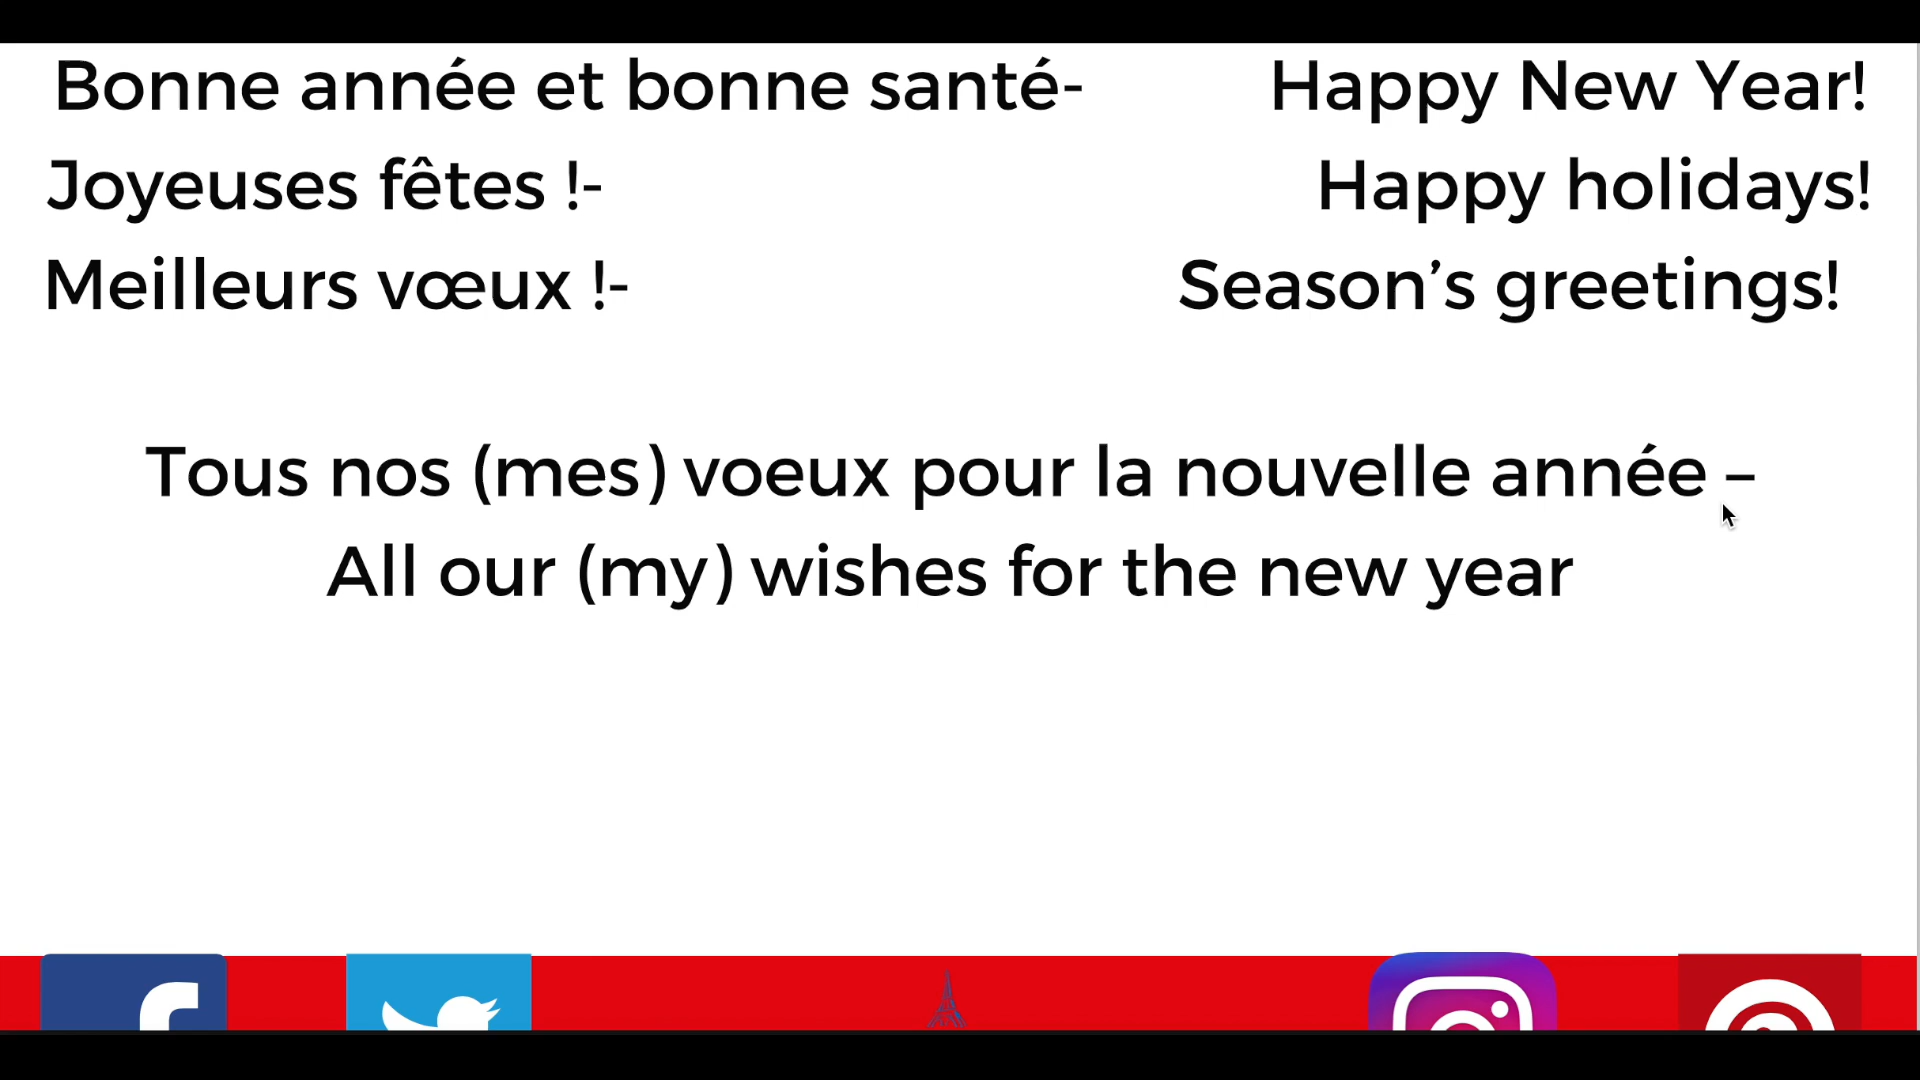 Bonne année et bonne santé- Happy New Year!
Joyeuses fêtes !- Happy holidays!
Meilleurs vœux !- Season’s greetings!
Tous nos (mes) voeux pour la nouvelle année –
All our (my) wishes for the new year